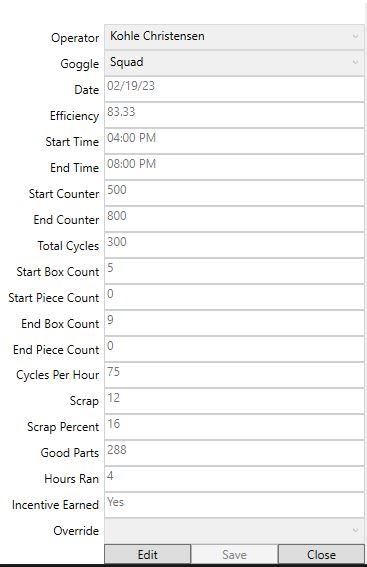 Operator Kohle Christensen
Goggle Squad
Date 02/19/23
Efficiency 83.33
Start Time 04:00 PM
End Time 08:00 PM
Start Counter 500
End Counter 800
Total Cycles 300
Start Box Count 5
Start Piece Count 0
End Box Count 9
End Piece Count 0
Cycles Per Hour 75
Scrap 12
Scrap Percent 16
Good Parts 288
Hours Ran 4
Incentive Earned Yes
Override
Edit Save Close